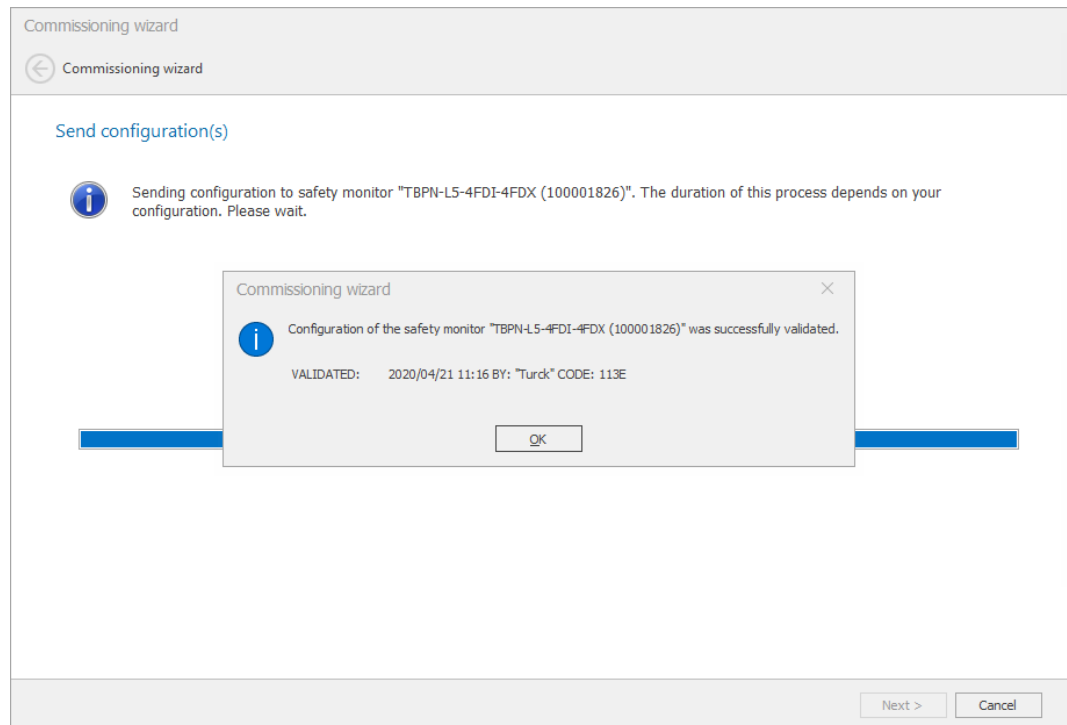 Commissioning wizard
Commissioning wizard
Send configuration(s)
Sending configuration to safety monitor "TBPN-L5-4FDI-4FDX (100001826)". The duration of this process depends on your
configuration. Please wait.
Commissioning wizard
Configuration of the safety monitor "TBPN-L5-4FDI-4FDX (100001826)" was successfully validated.
VALIDATED: 2020/04/21 11:16 BY: "Turck" CODE: 113E
OK
Next > Cancel